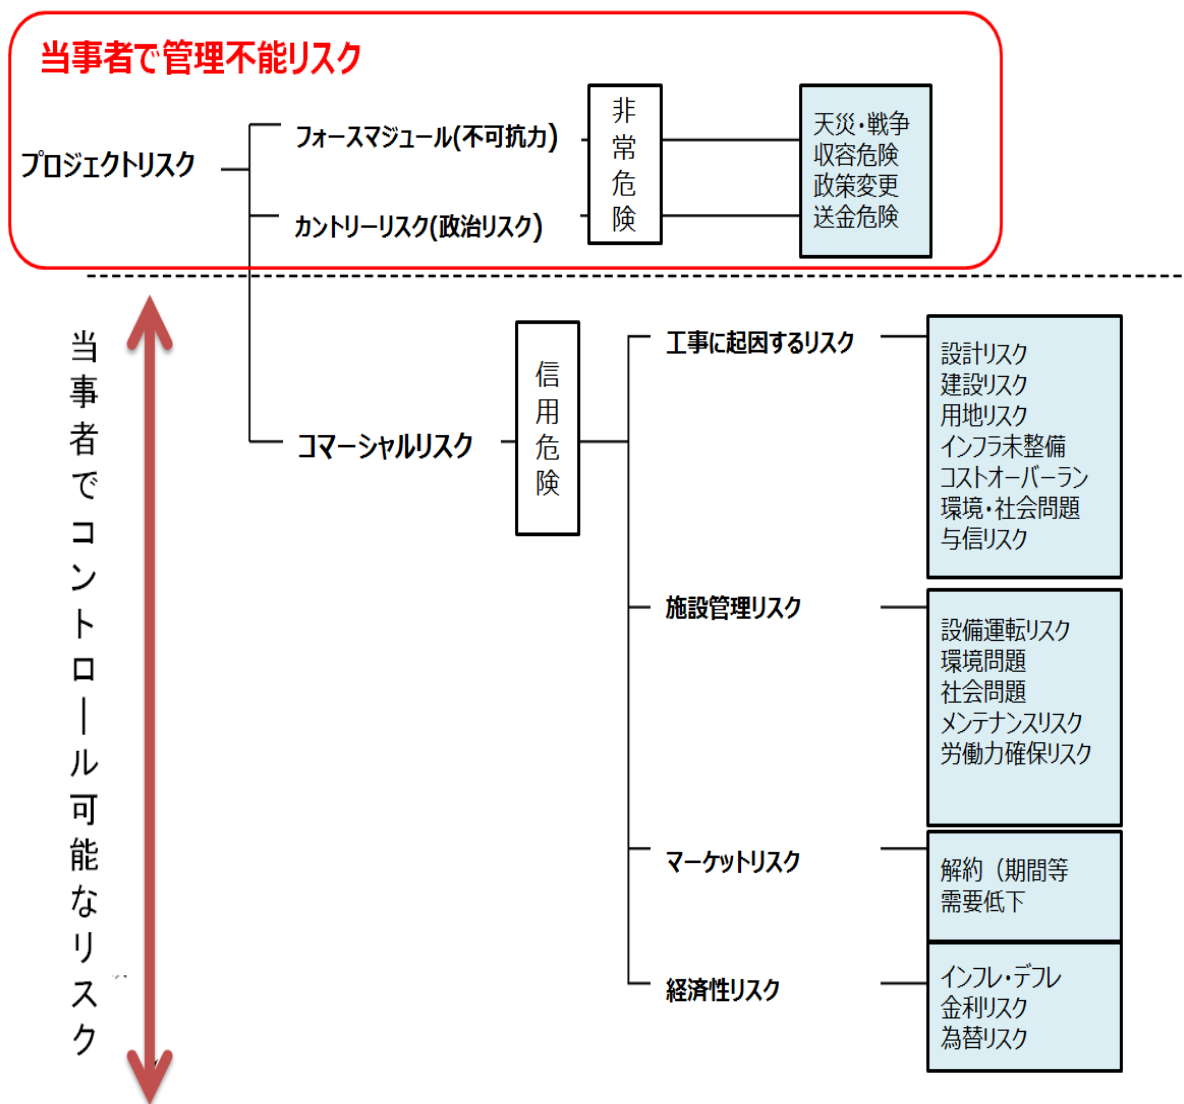 当事者で管理不能リスク
プロジェクトリスク
フォースマジュール(不可抗力)
カントリーリスク(政治リスク)
非常危険
天災・戦争
収容危険
政策変更
送金危険
当事者でコントロール可能なリスク
コマーシャルリスク
信用危険
工事に起因するリスク
設計リスク
建設リスク
用地リスク
インフラ未整備
コストオーバーラン
環境・社会問題
与信リスク
施設管理リスク
設備運転リスク
環境問題
社会問題
メンテナンスリスク
労働力確保リスク
マーケットリスク
解約（期間等
需要低下
経済性リスク
インフレ・デフレ
金利リスク
為替リスク